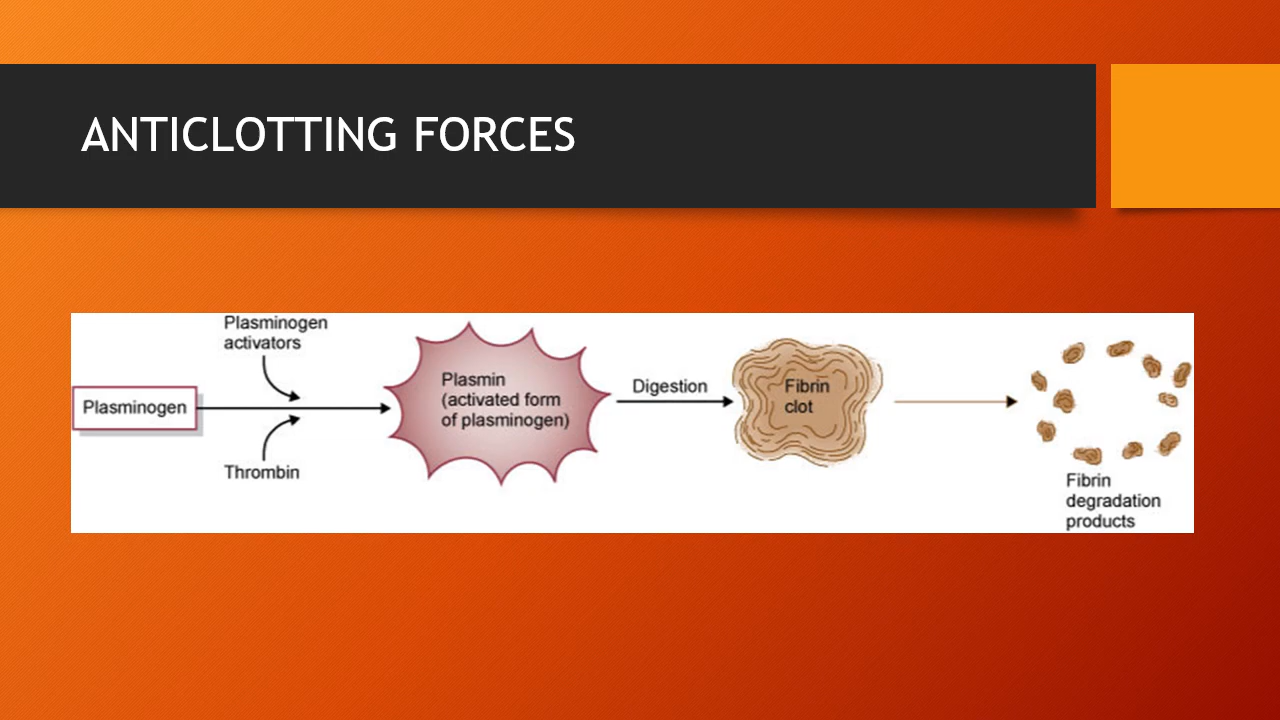 ANTICLOTTING FORCES
Plasminogen
activators
Plasminogen
Thrombin
Plasmin
(activated form
of plasminogen)
Digestion
Fibrin
clot
Fibrin
degradation
products